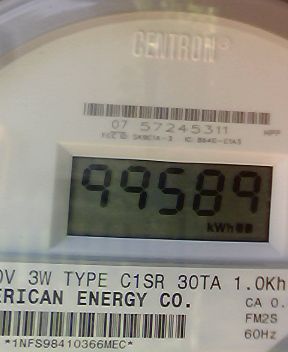 CENTRON®
07 57245311
99589
kWh
0V 3W TYPE C1SR 30TA 1.0Kh
ERICAN ENERGY CO.
CA 0.
FM2S
60Hz
*1NFS98410366MEC*